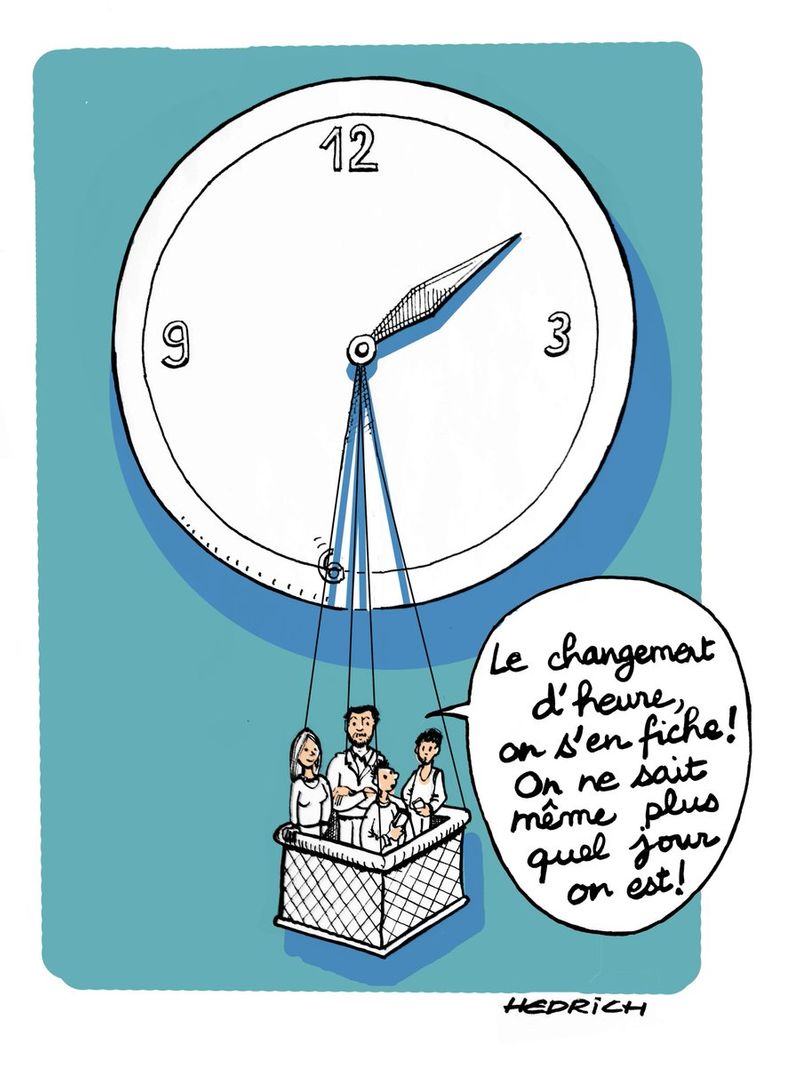 12
9
3
6
Le changement
d'heure,
on s'en fiche!
On ne sait
même plus
quel jour
on est!
HEDRICH